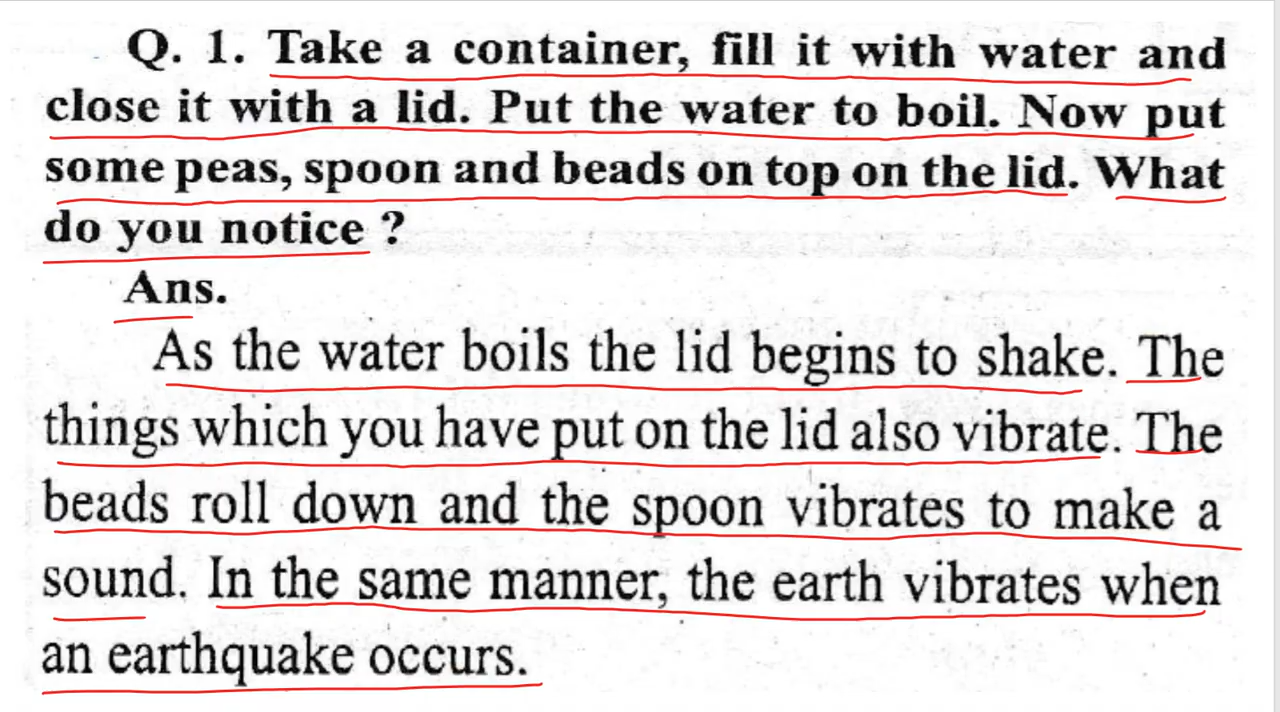 Q. 1. Take a container, fill it with water and
close it with a lid. Put the water to boil. Now put
some peas, spoon and beads on top on the lid. What
do you notice ?
Ans.
As the water boils the lid begins to shake. The
things which you have put on the lid also vibrate. The
beads roll down and the spoon vibrates to make a
sound. In the same manner, the earth vibrates when
an earthquake occurs.